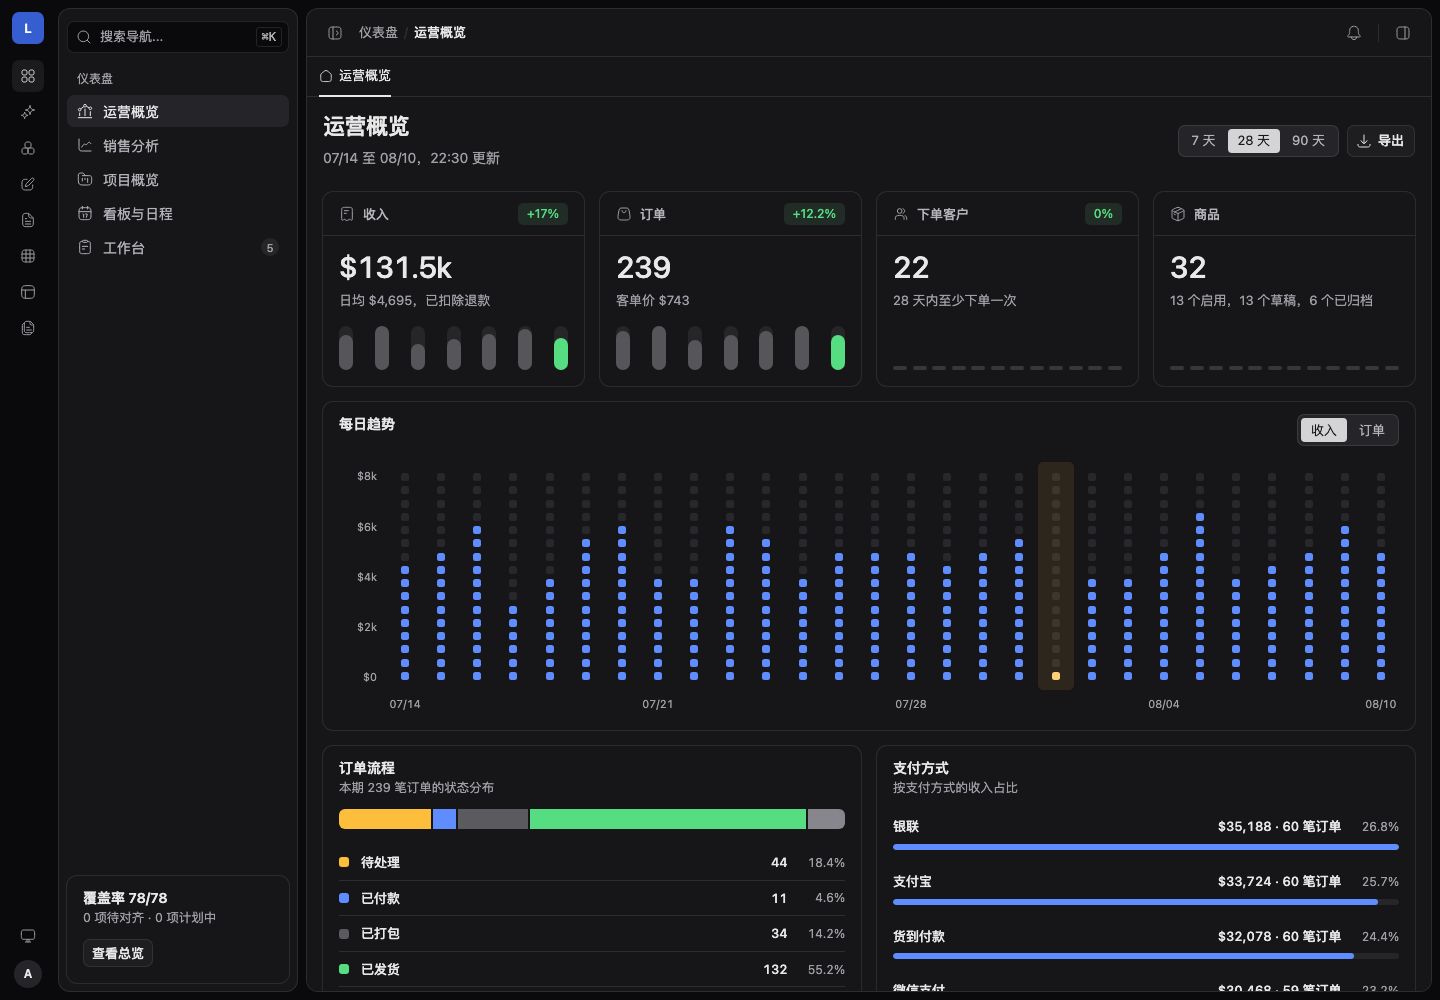 L
搜索导航...
⌘K
仪表盘
运营概览
销售分析
项目概览
看板与日程
工作台
5
覆盖率 78/78
0 项待对齐 · 0 项计划中
查看总览
A
仪表盘 / 运营概览
运营概览
运营概览
07/14 至 08/10，22:30 更新
7 天
28 天
90 天
导出
收入
+17%
$131.5k
日均 $4,695，已扣除退款
订单
+12.2%
239
客单价 $743
下单客户
0%
22
28 天内至少下单一次
商品
32
13 个启用，13 个草稿，6 个已归档
每日趋势
收入
订单
$8k
$6k
$4k
$2k
$0
07/14
07/21
07/28
08/04
08/10
订单流程
本期 239 笔订单的状态分布
待处理 44 18.4%
已付款 11 4.6%
已打包 34 14.2%
已发货 132 55.2%
支付方式
按支付方式的收入占比
银联 $35,188 · 60 笔订单 26.8%
支付宝 $33,724 · 60 笔订单 25.7%
货到付款 $32,078 · 60 笔订单 24.4%
微信支付 $30,468 · 59 笔订单 23.2%